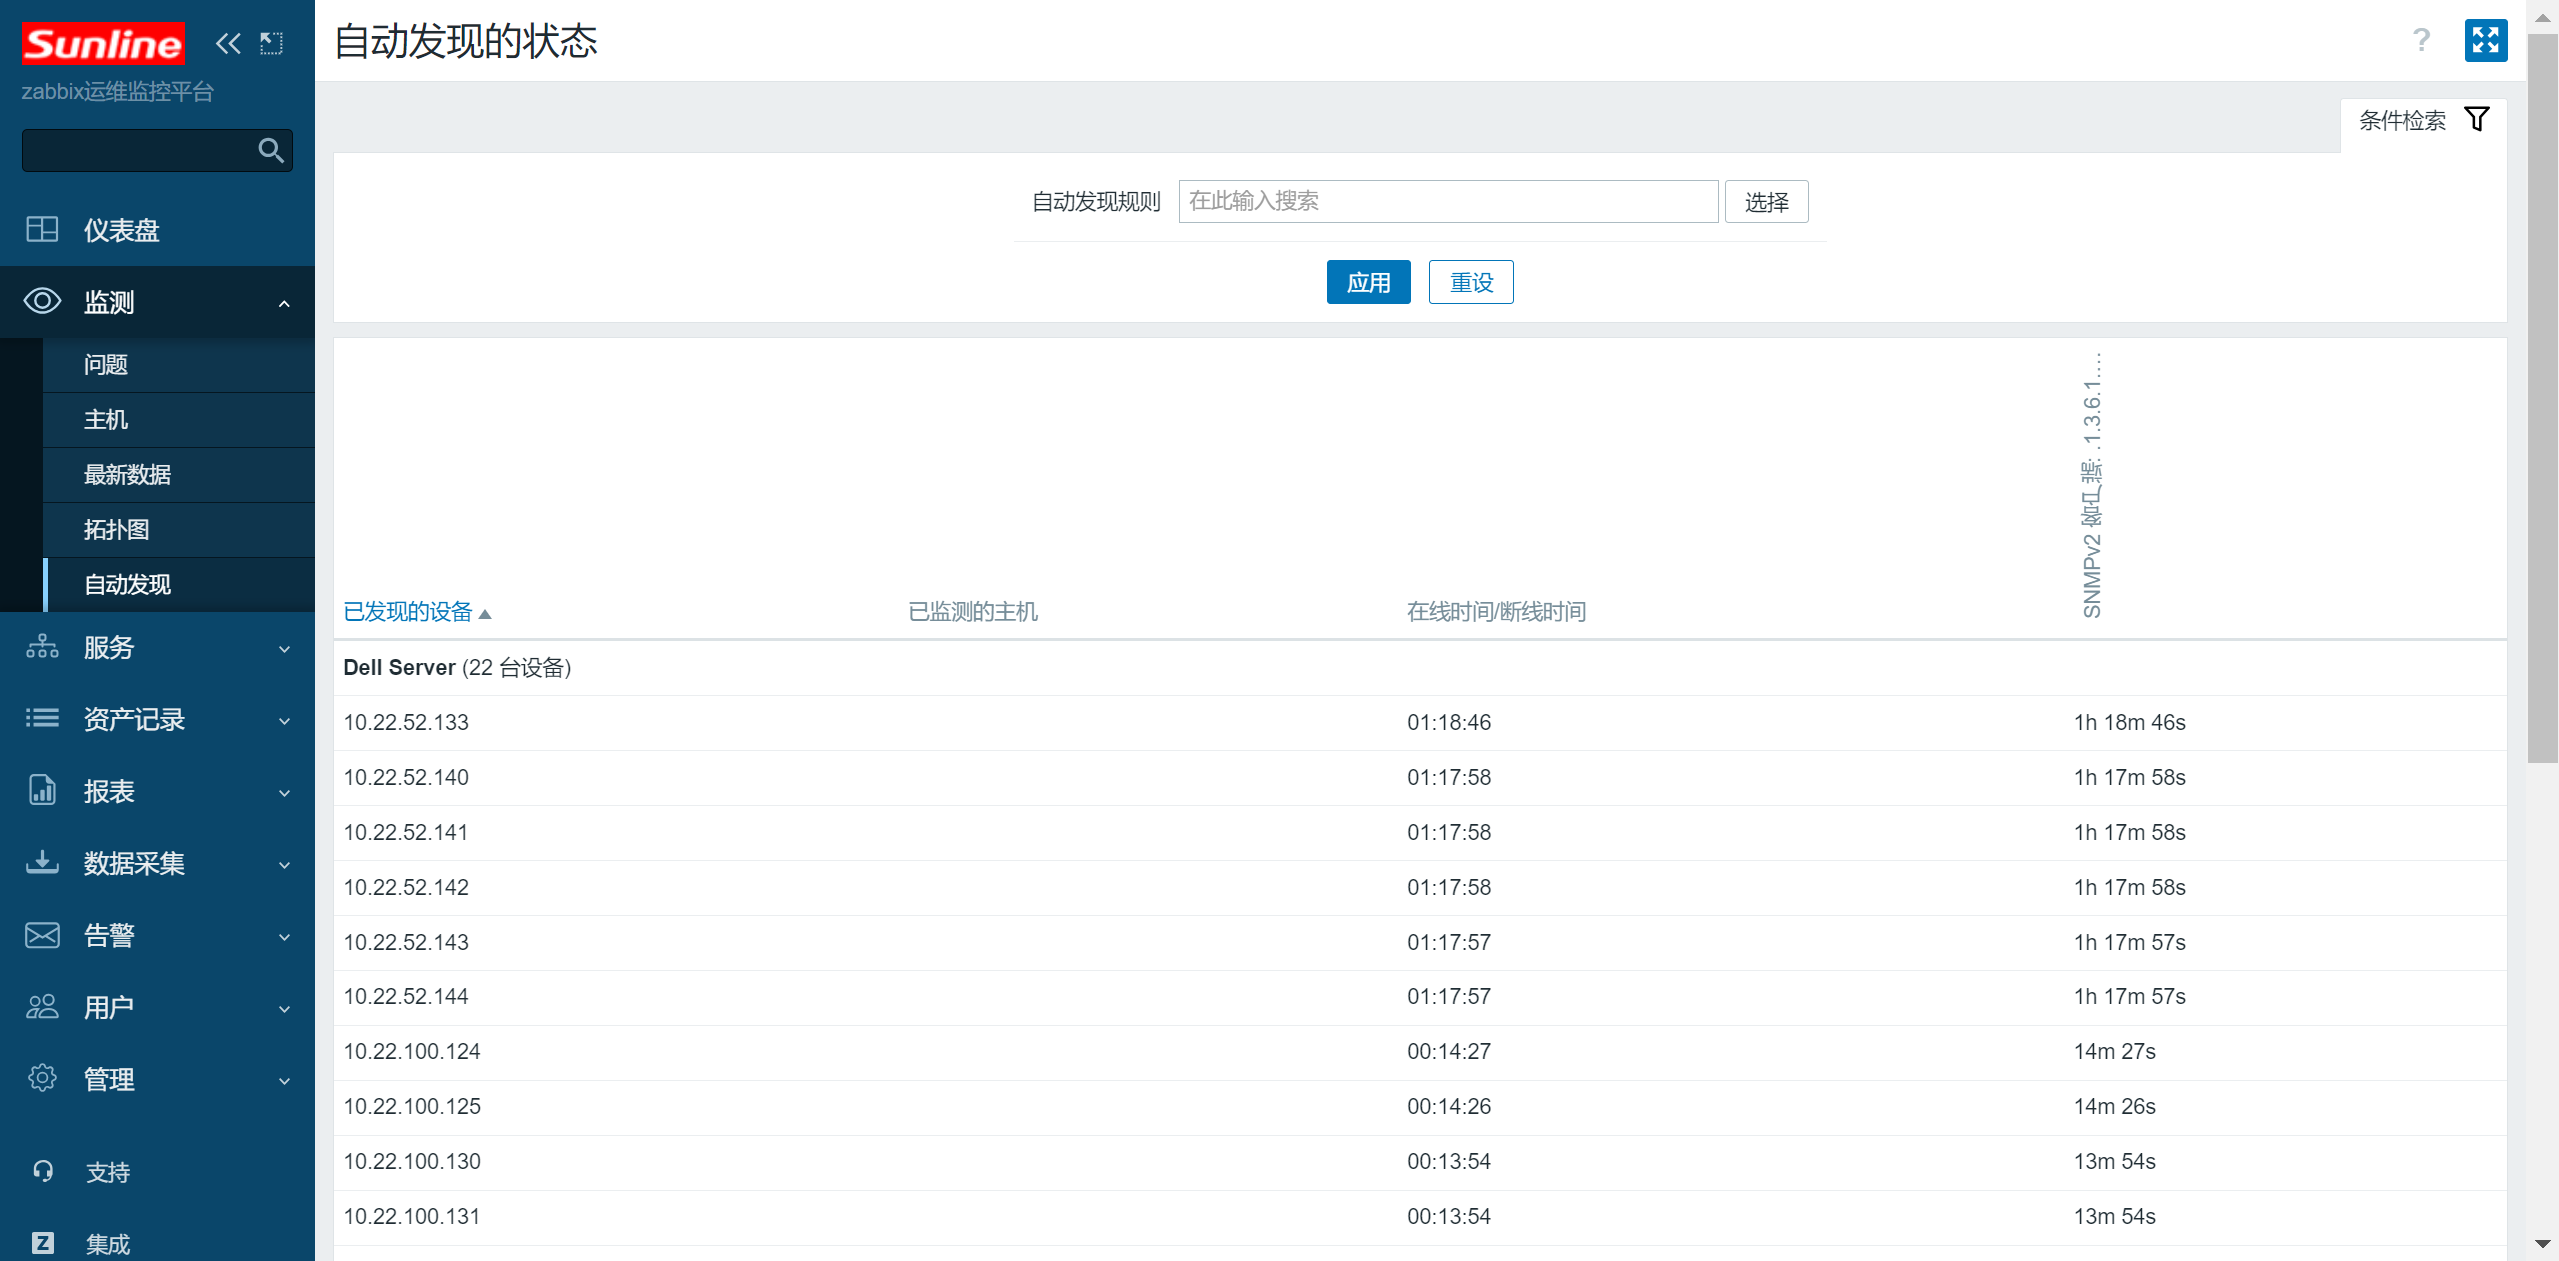 Sunline
zabbix运维监控平台
仪表盘
监测
问题
主机
最新数据
拓扑图
自动发现
服务
资产记录
报表
数据采集
告警
用户
管理
支持
Z 集成
自动发现的状态
?
条件检索
自动发现规则 在此输入搜索 选择
应用 重设
已发现的设备 已监测的主机 在线时间/断线时间 SNMPv2 客户端: .1.3.6.1....
Dell Server (22 台设备)
10.22.52.133 01:18:46 1h 18m 46s
10.22.52.140 01:17:58 1h 17m 58s
10.22.52.141 01:17:58 1h 17m 58s
10.22.52.142 01:17:58 1h 17m 58s
10.22.52.143 01:17:57 1h 17m 57s
10.22.52.144 01:17:57 1h 17m 57s
10.22.100.124 00:14:27 14m 27s
10.22.100.125 00:14:26 14m 26s
10.22.100.130 00:13:54 13m 54s
10.22.100.131 00:13:54 13m 54s